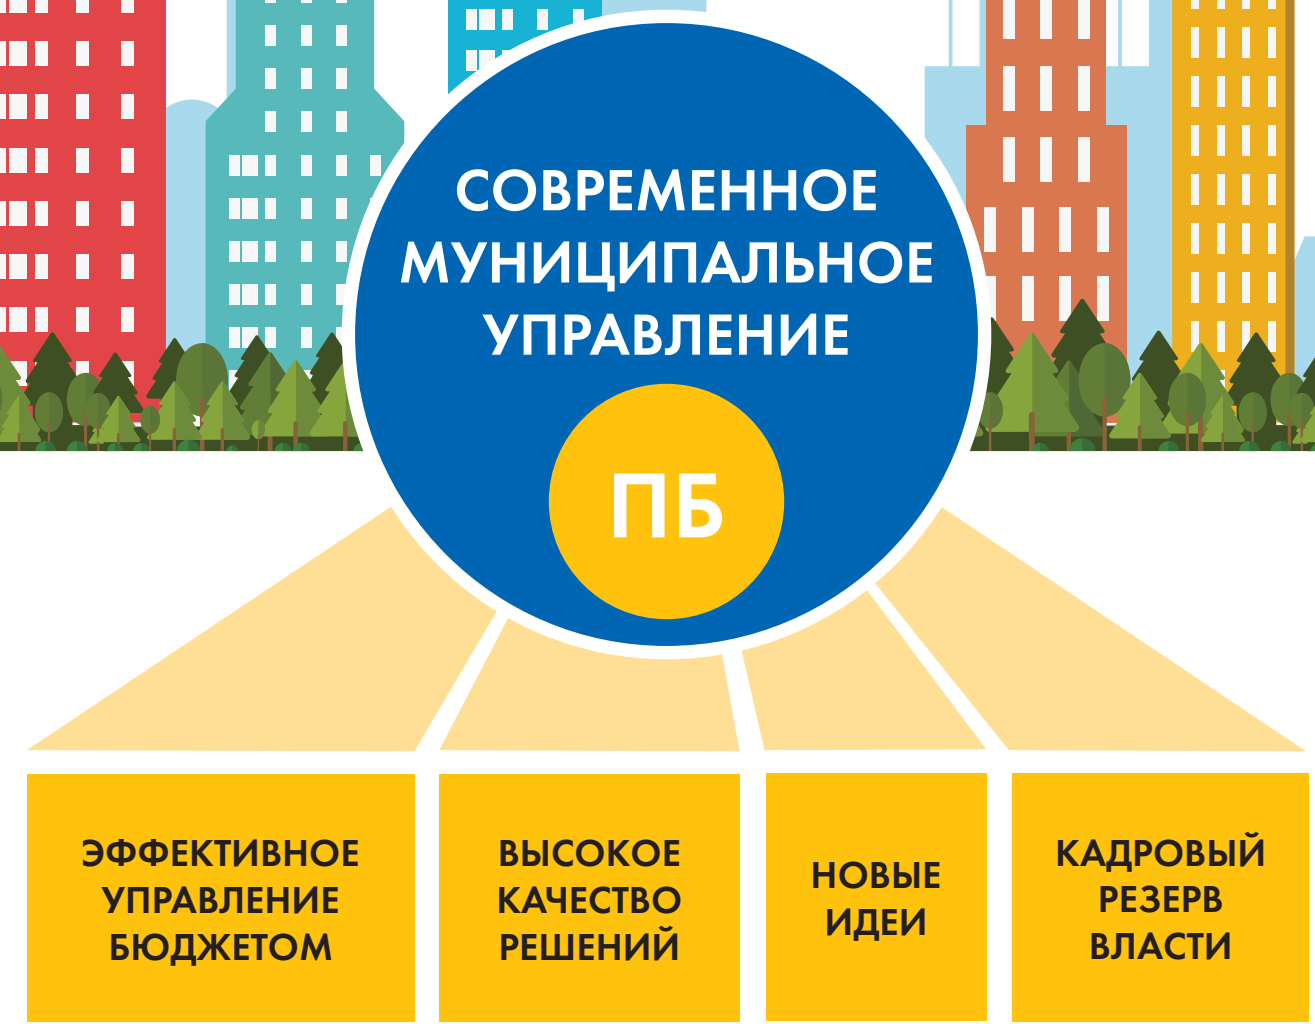 СОВРЕМЕННОЕ
МУНИЦИПАЛЬНОЕ
УПРАВЛЕНИЕ
ПБ
ЭФФЕКТИВНОЕ
УПРАВЛЕНИЕ
БЮДЖЕТОМ
ВЫСОКОЕ
КАЧЕСТВО
РЕШЕНИЙ
НОВЫЕ
ИДЕИ
КАДРОВЫЙ
РЕЗЕРВ
ВЛАСТИ